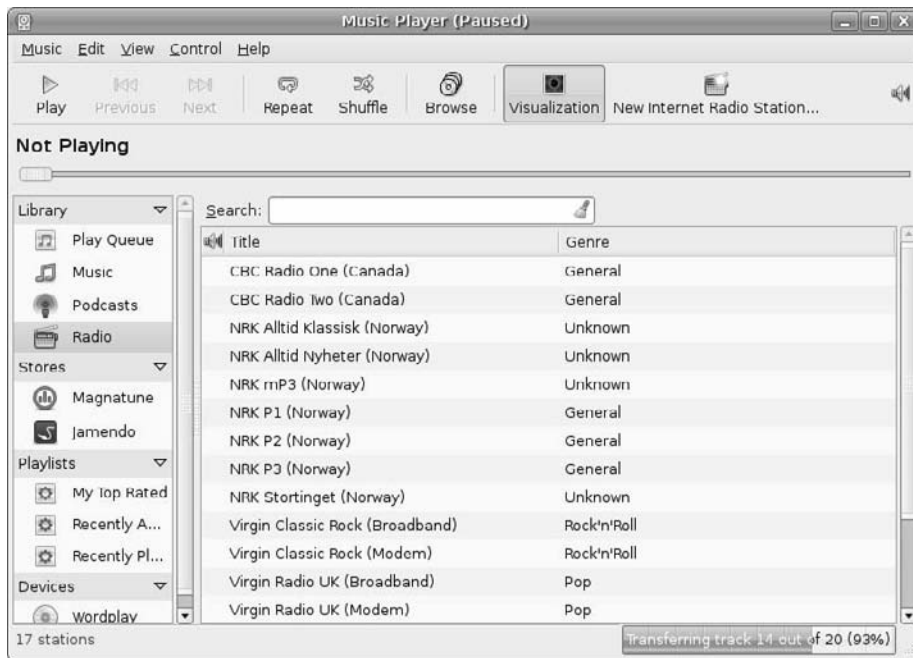 Music Player (Paused)
Music Edit View Control Help
Play Previous Next Repeat Shuffle Browse Visualization New Internet Radio Station...
Not Playing
Library
Play Queue
Music
Podcasts
Radio
Stores
Magnatune
Jamendo
Playlists
My Top Rated
Recently A...
Recently Pl...
Devices
Wordplay
Search:
Title Genre
CBC Radio One (Canada) General
CBC Radio Two (Canada) General
NRK Alltid Klassisk (Norway) Unknown
NRK Alltid Nyheter (Norway) Unknown
NRK mP3 (Norway) Unknown
NRK P1 (Norway) General
NRK P2 (Norway) General
NRK P3 (Norway) General
NRK Stortinget (Norway) Unknown
Virgin Classic Rock (Broadband) Rock'n'Roll
Virgin Classic Rock (Modem) Rock'n'Roll
Virgin Radio UK (Broadband) Pop
Virgin Radio UK (Modem) Pop
17 stations
Transferring track 14 out of 20 (93%)